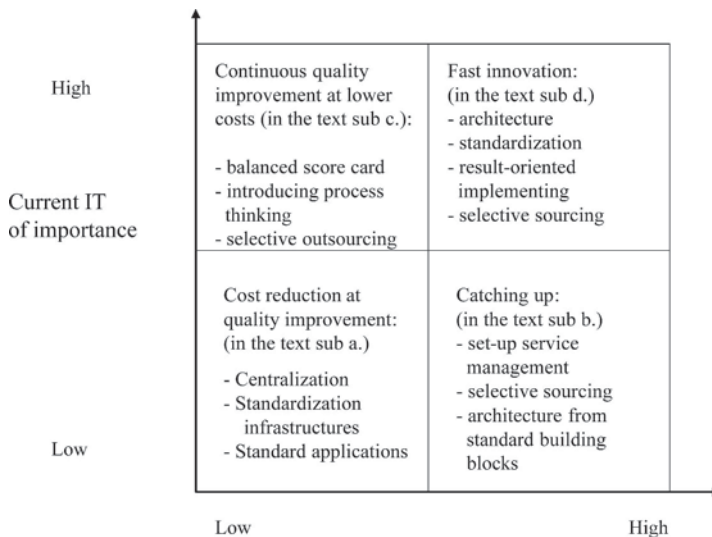 High
Continuous quality
improvement at lower
costs (in the text sub c.):
- balanced score card
- introducing process
thinking
- selective outsourcing
Fast innovation:
(in the text sub d.)
- architecture
- standardization
- result-oriented
implementing
- selective sourcing
Current IT
of importance
Cost reduction at
quality improvement:
(in the text sub a.)
- Centralization
- Standardization
infrastructures
- Standard applications
Catching up:
(in the text sub b.)
- set-up service
management
- selective sourcing
- architecture from
standard building
blocks
Low
Low
High